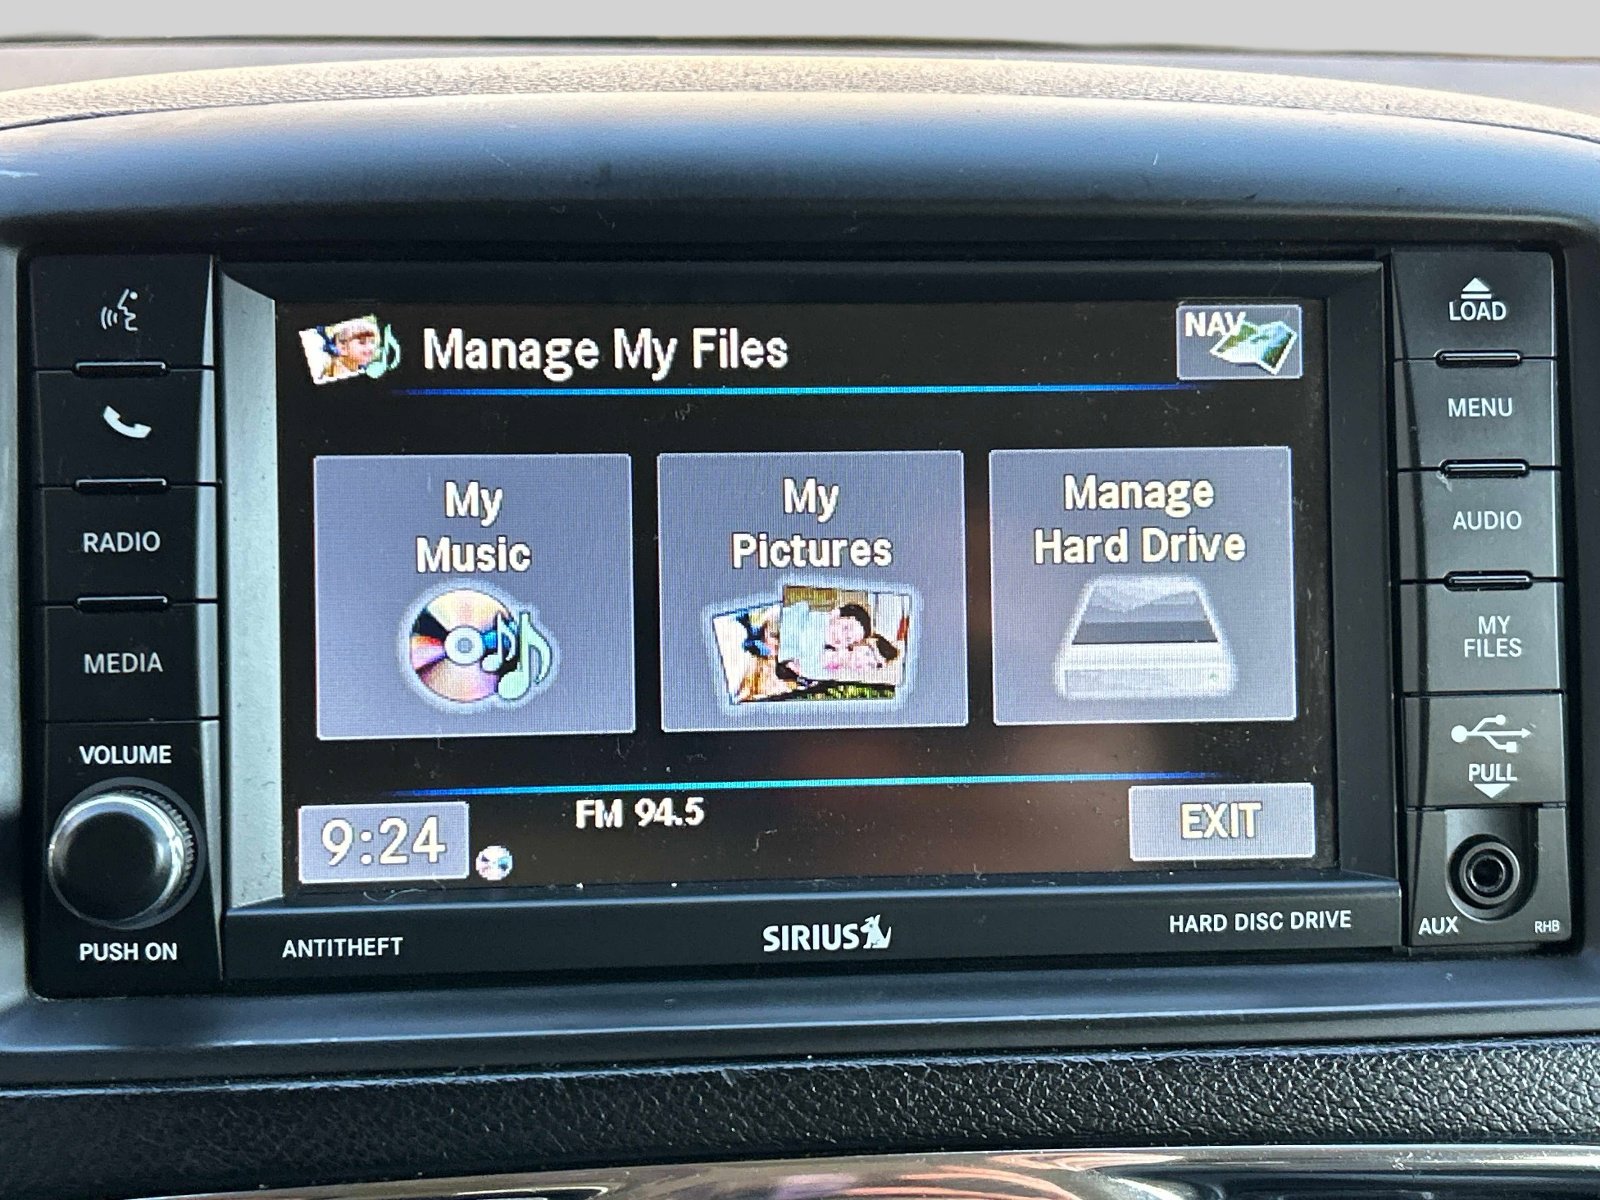 Manage My Files
NAV
My
Music
My
Pictures
Manage
Hard Drive
9:24
FM 94.5
EXIT
RADIO
MEDIA
VOLUME
PUSH ON
LOAD
MENU
AUDIO
MY
FILES
PULL
AUX
RHB
ANTITHEFT
SIRIUS
HARD DISC DRIVE